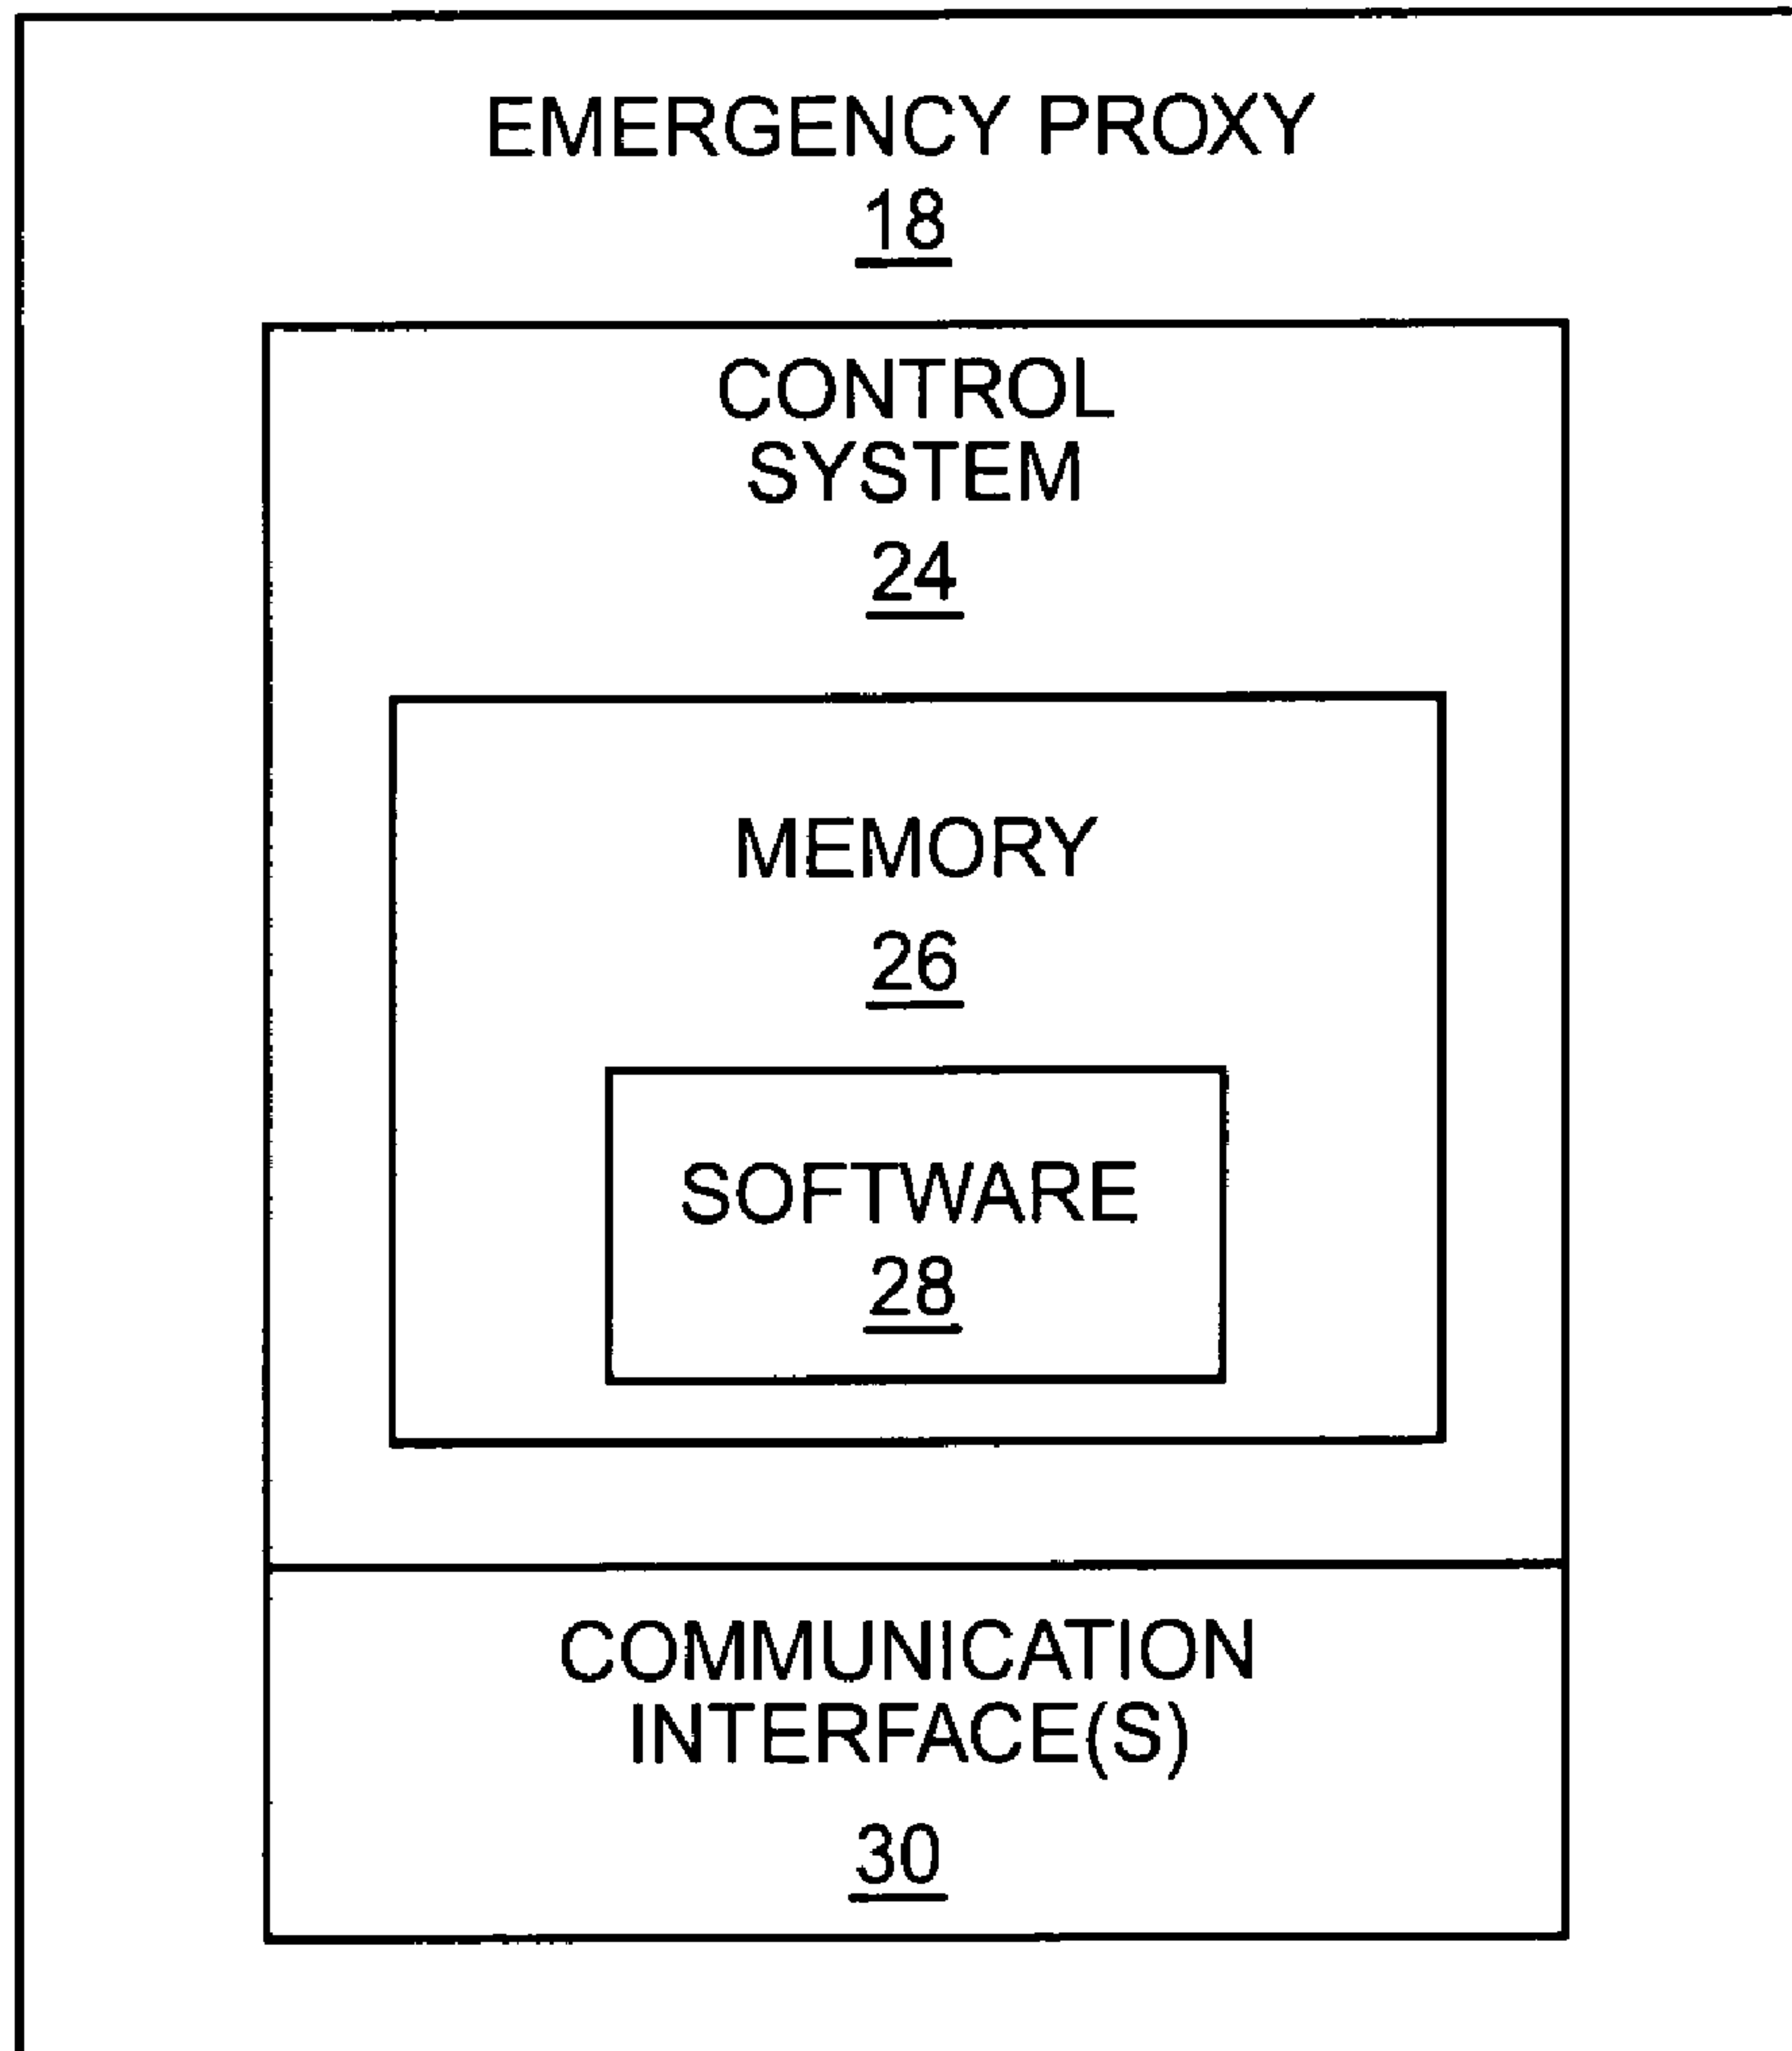 EMERGENCY PROXY
18
CONTROL
SYSTEM
24
MEMORY
26
SOFTWARE
28
COMMUNICATION
INTERFACE(S)
30